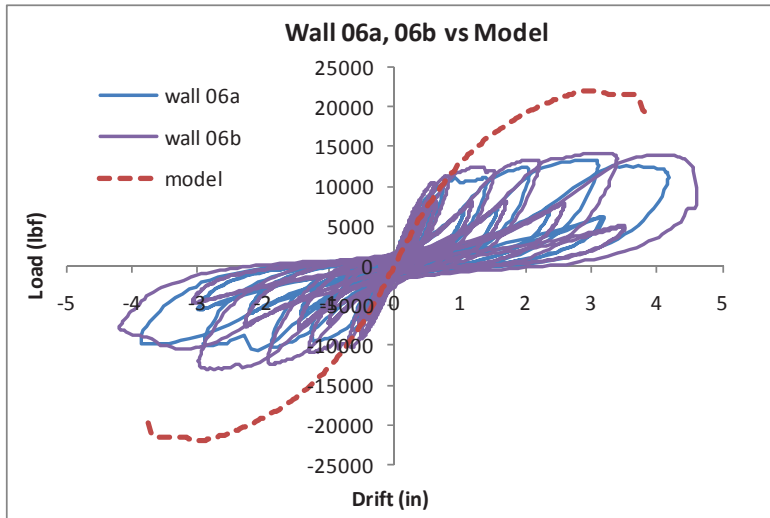 Wall 06a, 06b vs Model
25000
20000
15000
10000
5000
0
-5000
-10000
-15000
-20000
-25000
wall 06a
wall 06b
model
Load (lbf)
-5 -4 -3 -2 -1 0 1 2 3 4 5
Drift (in)